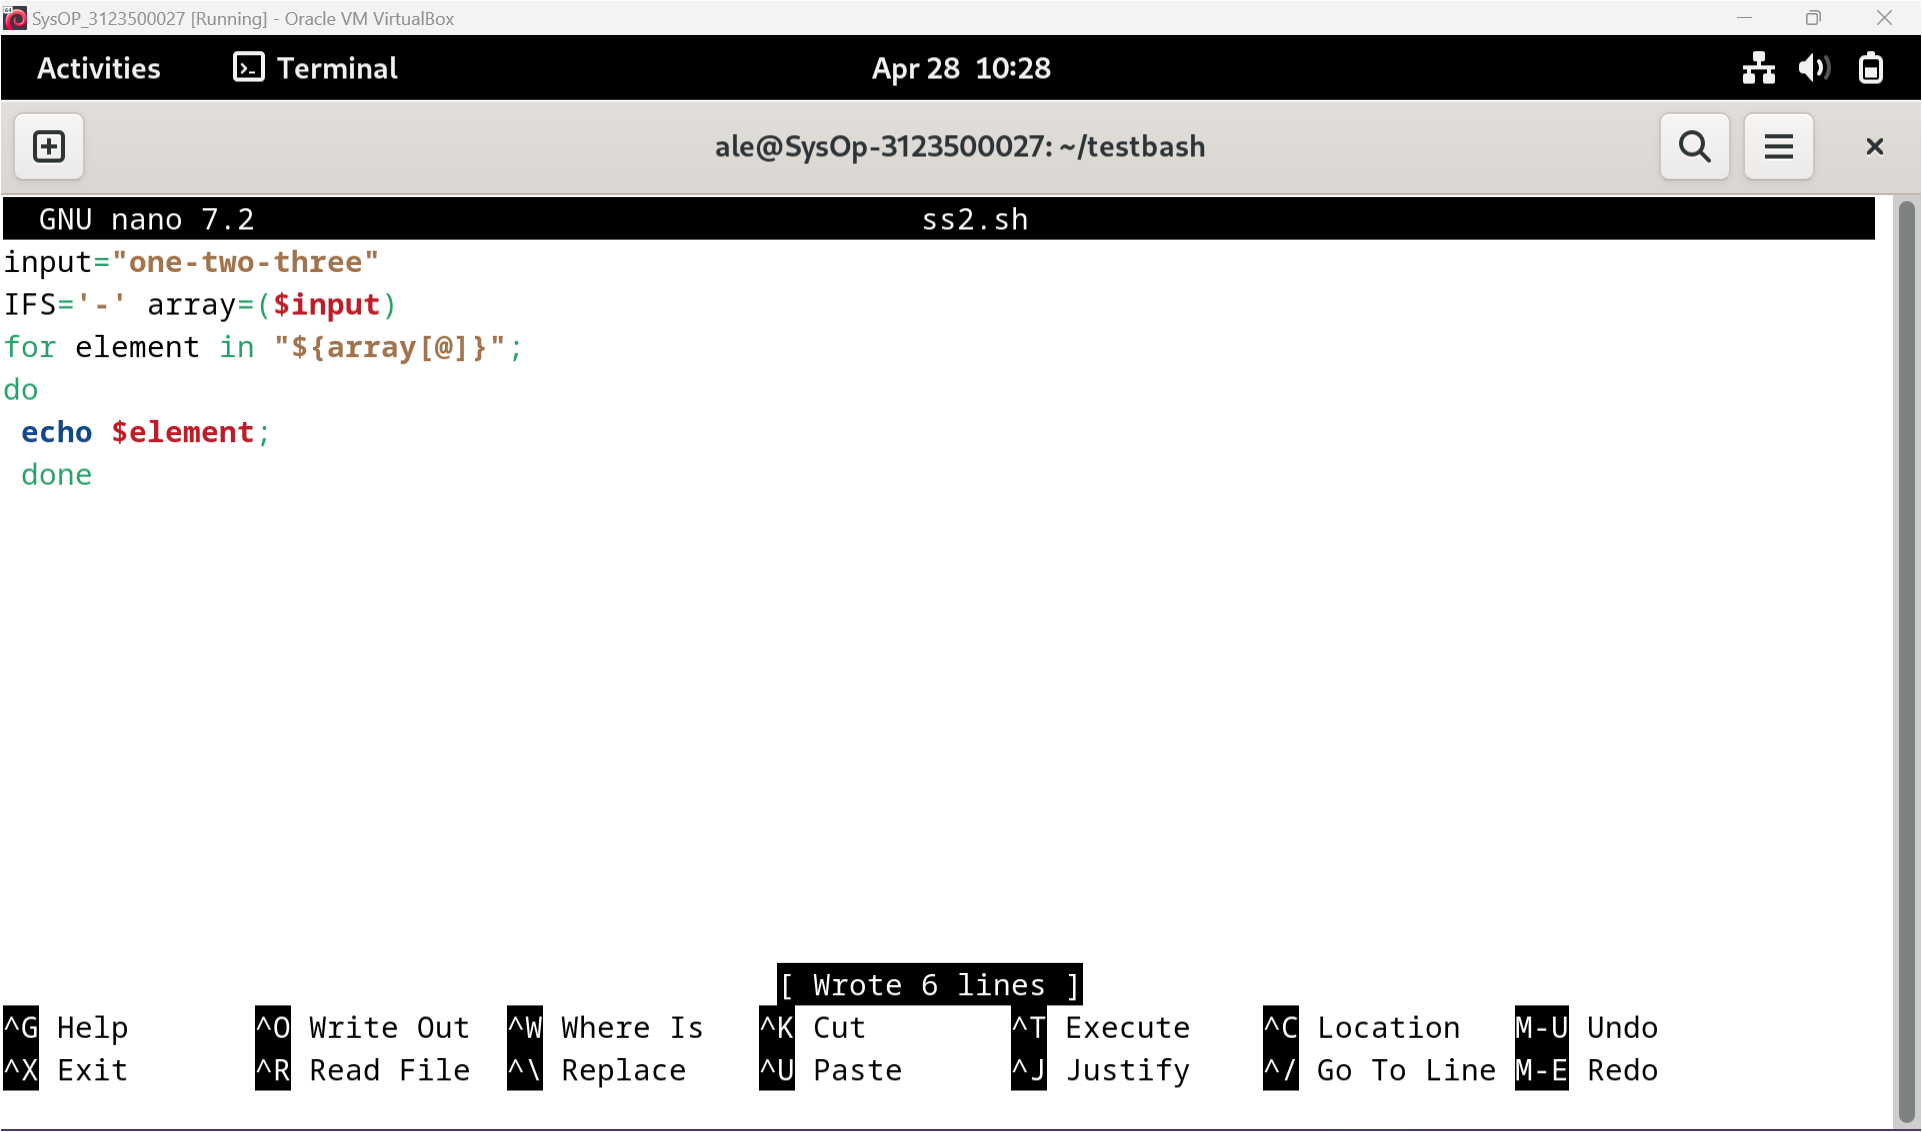 SysOP_3123500027 [Running] - Oracle VM VirtualBox
Activities Terminal Apr 28 10:28
ale@SysOp-3123500027: ~/testbash
GNU nano 7.2 ss2.sh
input="one-two-three"
IFS='-' array=($input)
for element in "${array[@]}";
do
 echo $element;
 done
[ Wrote 6 lines ]
^G Help ^O Write Out ^W Where Is ^K Cut ^T Execute ^C Location M-U Undo
^X Exit ^R Read File ^\ Replace ^U Paste ^J Justify ^/ Go To Line M-E Redo